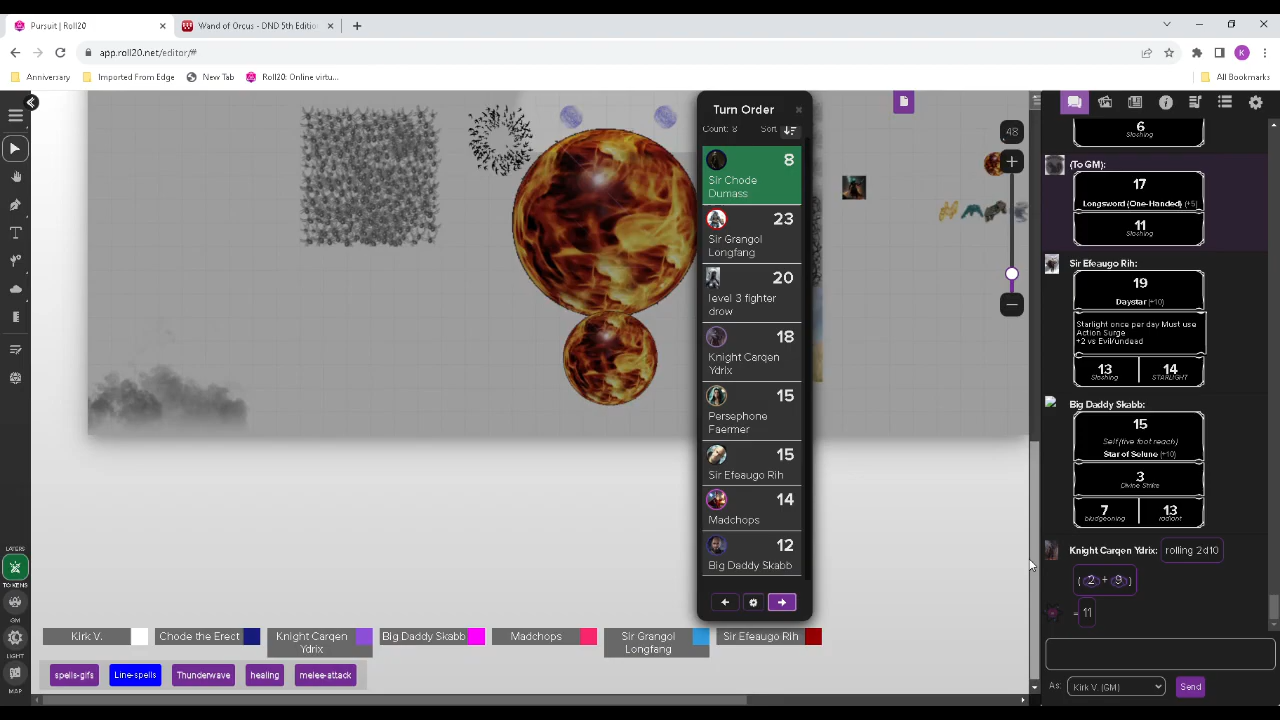 Pursuit | Roll20
Wand of Orcus - DND 5th Edition
app.roll20.net/editor/#
K
Anniversary
Imported From Edge
New Tab
Roll20: Online virtu...
All Bookmarks
Turn Order
Count: 8
Sort
8
Sir Chode
Dumass
23
Sir Grangol
Longfang
20
level 3 fighter
drow
18
Knight Carqen
Ydrix
15
Persephone
Faermer
15
Sir Efeaugo Rih
14
Madchops
12
Big Daddy Skabb
48
LAYERS
TOKENS
GM
LIGHT
MAP
6
Slashing
(To GM):
17
Longsword (One-Handed) (+5)
11
Slashing
Sir Efeaugo Rih:
19
Daystar (+10)
Starlight once per day Must use
Action Surge
+2 vs Evil/undead
13
Slashing
14
STARLIGHT
Big Daddy Skabb:
15
Self(five foot reach)
Star of Selune (+10)
3
Divine Strike
7
bludgeoning
13
radiant
Knight Carqen Ydrix:
rolling 2d10
( 2 + 9 )
= 11
Kirk V.
Chode the Erect
Knight Carqen
Ydrix
Big Daddy Skabb
Madchops
Sir Grangol
Longfang
Sir Efeaugo Rih
spells-gifs
Line-spells
Thunderwave
healing
melee-attack
As:
Kirk V. (GM)
Send